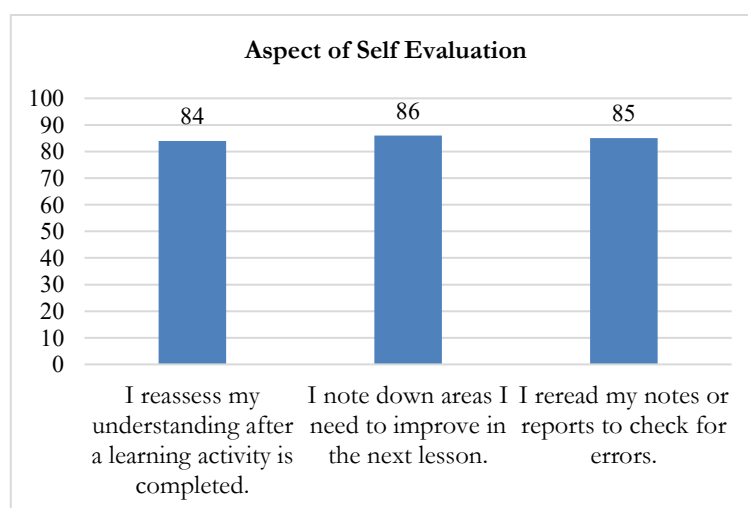 Aspect of Self Evaluation
100
90
80
70
60
50
40
30
20
10
0
84
86
85
I reassess my
understanding after
a learning activity is
completed.
I note down areas I
need to improve in
the next lesson.
I reread my notes or
reports to check for
errors.